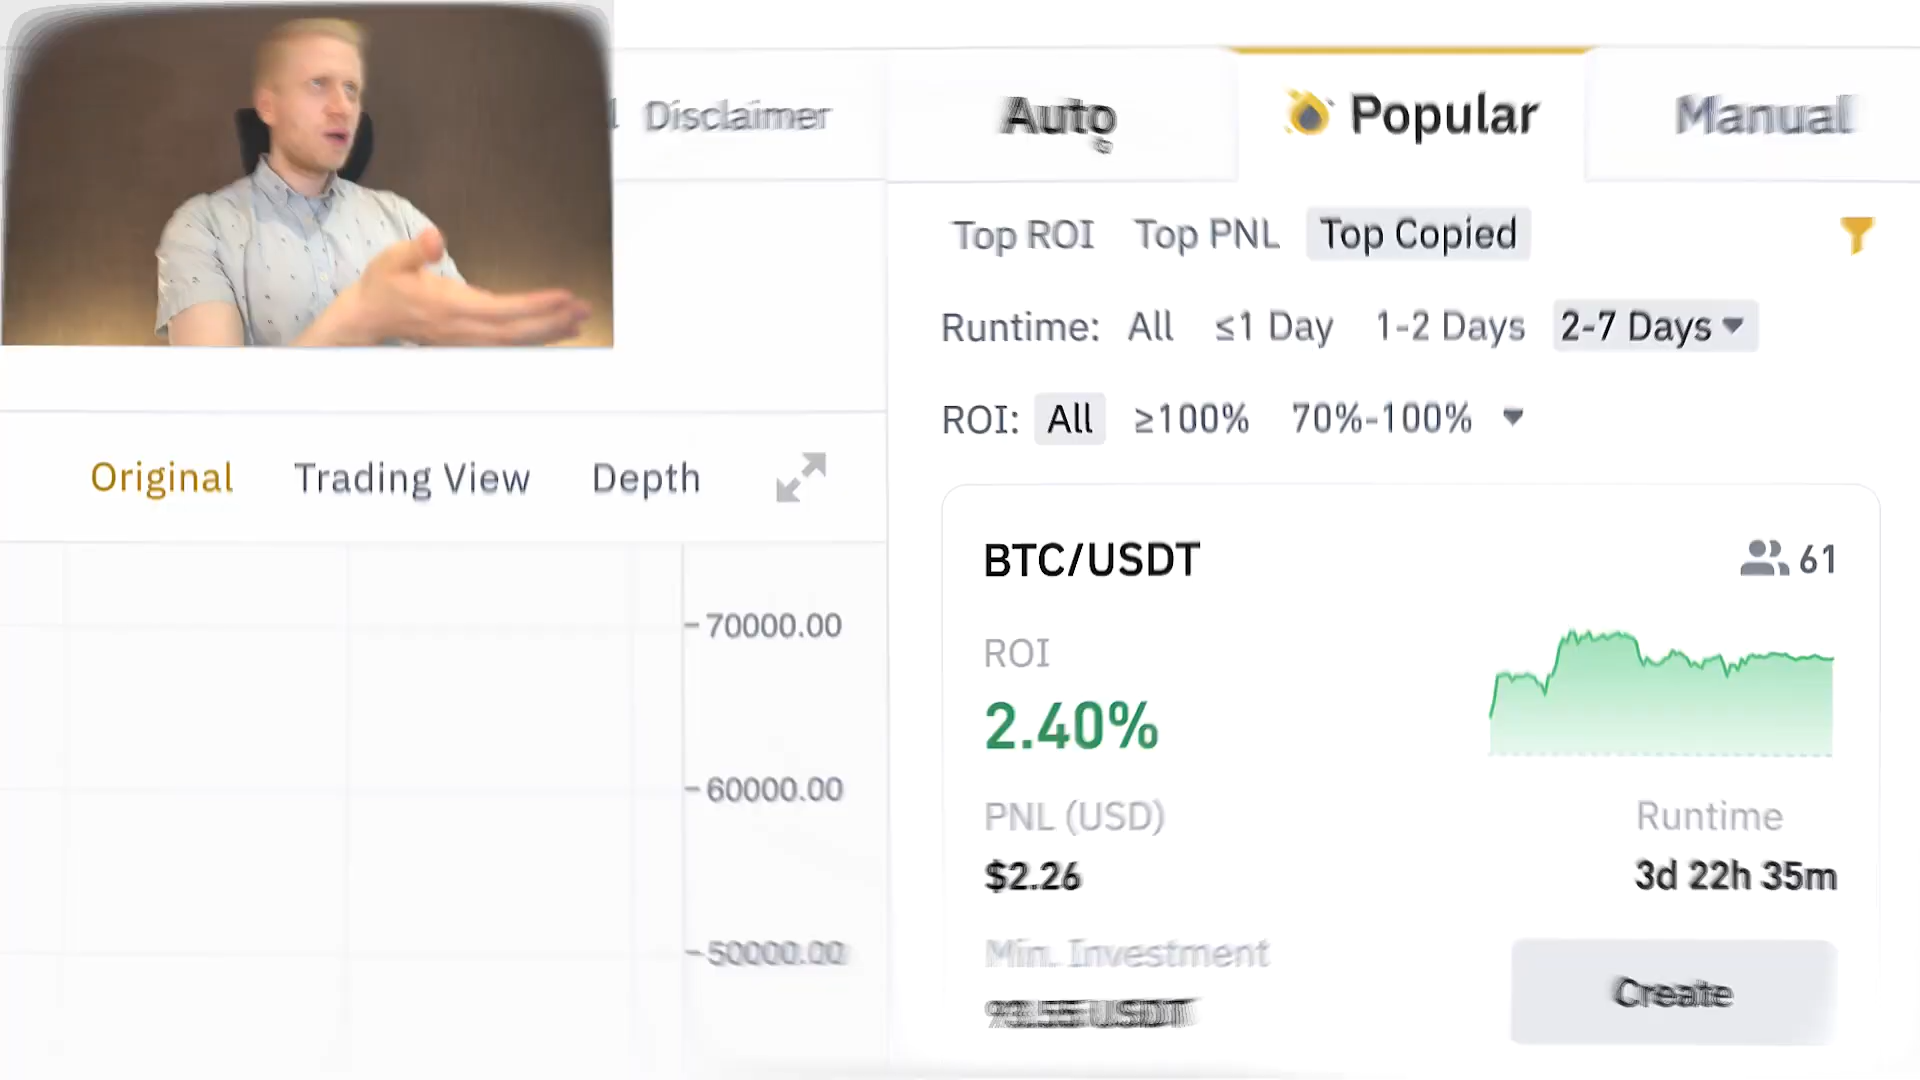 Disclaimer
Auto
Popular
Manual
Top ROI Top PNL Top Copied
Runtime: All ≤1 Day 1-2 Days 2-7 Days
ROI: All ≥100% 70%-100%
Original Trading View Depth
BTC/USDT
61
ROI
2.40%
PNL (USD)
$2.26
Runtime
3d 22h 35m
Min. Investment
USDT
Create
70000.00
60000.00
50000.00